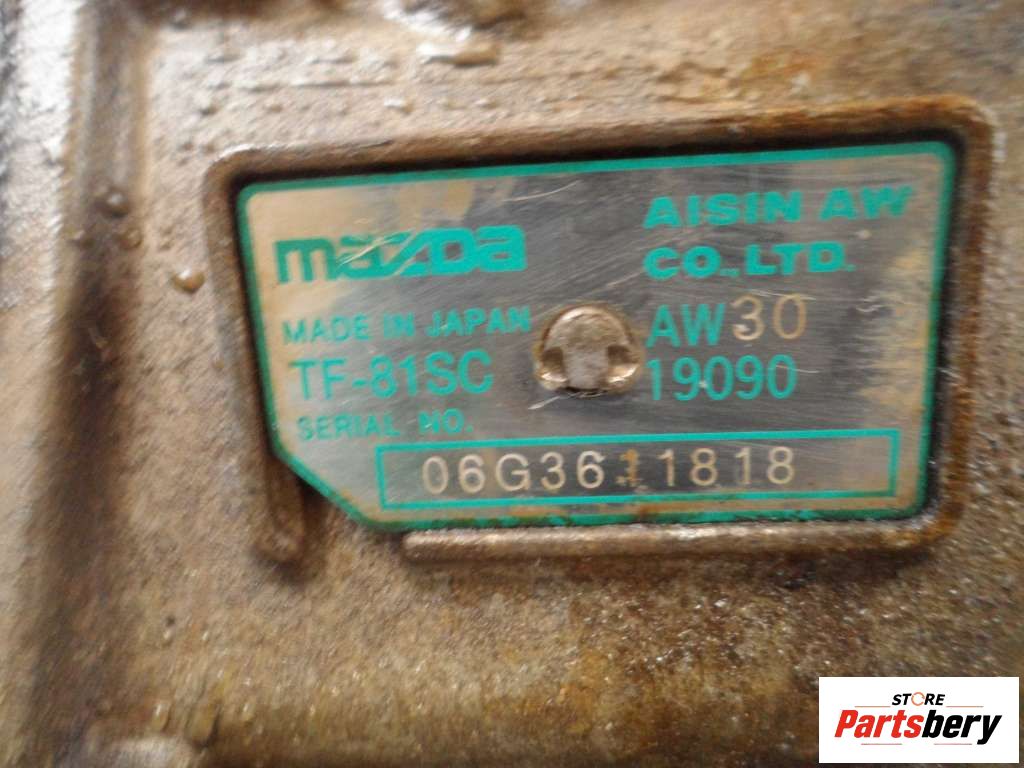 mazda
AISIN AW
CO., LTD.
MADE IN JAPAN
AW30
TF-81SC
19090
SERIAL NO.
06G3611818
STORE
Partsbery